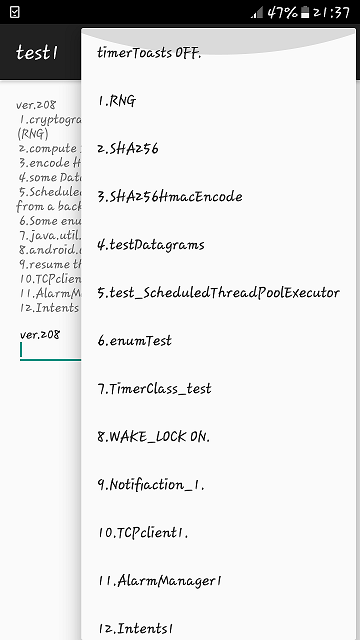 47% 21:37
test1
timerToasts OFF.
1.RNG
2.SHA256
3.SHA256HmacEncode
4.testDatagrams
5.test_ScheduledThreadPoolExecutor
6.enumTest
7.TimerClass_test
8.WAKE_LOCK ON.
9.Notifiaction_1.
10.TCPclient1.
11.AlarmManager1
12.Intents1
ver.208
1.cryptogra
(RNG)
2.compute
3.encode H
4.some Data
5.Schedule
from a back
6.Some enu
7.java.util.
8.android.
9.resume th
10.TCPclien
11.AlarmM
12.Intents
ver.208